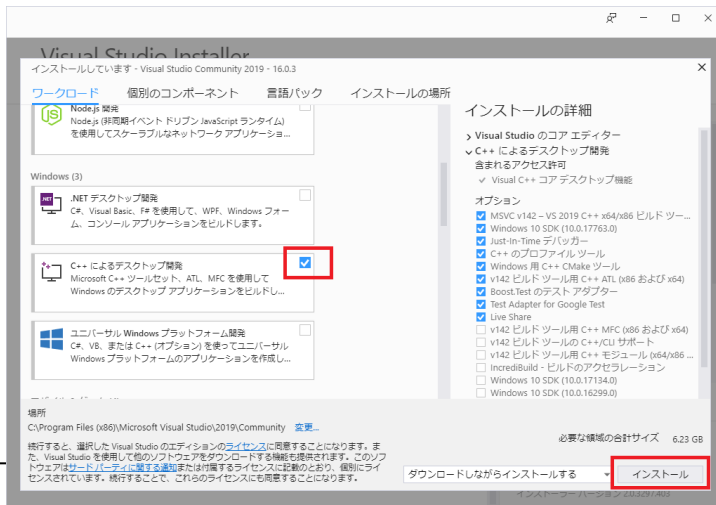 Visual Studio Installer
インストールしています - Visual Studio Community 2019 - 16.0.3
ワークロード 個別のコンポーネント 言語パック インストールの場所
Node.js 開発
Node.js (非同期イベント ドリブン JavaScript ランタイム)
を使用してスケーラブルなネットワーク アプリケーショ...
Windows (3)
.NET デスクトップ開発
C#、Visual Basic、F# を使用して、WPF、Windows フォー
ム、コンソール アプリケーションをビルドします。
C++ によるデスクトップ開発
Microsoft C++ ツールセット、ATL、MFC を使用して
Windows のデスクトップ アプリケーションをビルドし...
ユニバーサル Windows プラットフォーム開発
C#、VB、または C++ (オプション) を使ってユニバーサル
Windows プラットフォームのアプリケーションを作成し...
インストールの詳細
Visual Studio のコア エディター
C++ によるデスクトップ開発
含まれるアクセス許可
Visual C++ コア デスクトップ機能
オプション
MSVC v142 – VS 2019 C++ x64/x86 ビルド ツー...
Windows 10 SDK (10.0.17763.0)
Just-In-Time デバッガー
C++ のプロファイル ツール
Windows 用 C++ CMake ツール
v142 ビルド ツール用 C++ ATL (x86 および x64)
Boost.Test のテスト アダプター
Test Adapter for Google Test
Live Share
v142 ビルド ツール用 C++ MFC (x86 および x64)
v142 ビルド ツールの C++/CLI サポート
v142 ビルド ツール用 C++ モジュール (x64/x86 ...
IncrediBuild - ビルドのアクセラレーション
Windows 10 SDK (10.0.17134.0)
Windows 10 SDK (10.0.16299.0)
場所
C:\Program Files (x86)\Microsoft Visual Studio\2019\Community 変更...
続行すると、選択した Visual Studio のエディションのライセンスに同意することになります。ま
た、Visual Studio を使用して他のソフトウェアをダウンロードする機能も提供されます。このソフ
トウェアはサード パーティに関する通知または付属するライセンスに記載のとおり、個別にライ
センスされています。続行することで、これらのライセンスにも同意することになります。
必要な領域の合計サイズ 6.23 GB
ダウンロードしながらインストールする インストール
インストーラー バージョン 2.0.3297.403